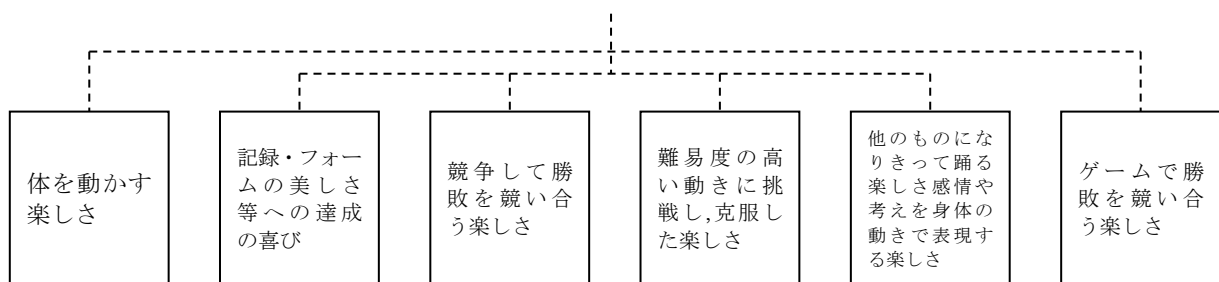 体を動かす
楽しさ
記録・フォー
ムの美しさ
等への達成
の喜び
競争して勝
敗を競い合
う楽しさ
難易度の高
い動きに挑
戦し,克服し
た楽しさ
他のものにな
りきって踊る
楽しさ感情や
考えを身体の
動きで表現す
る楽しさ
ゲームで勝
敗を競い合
う楽しさ